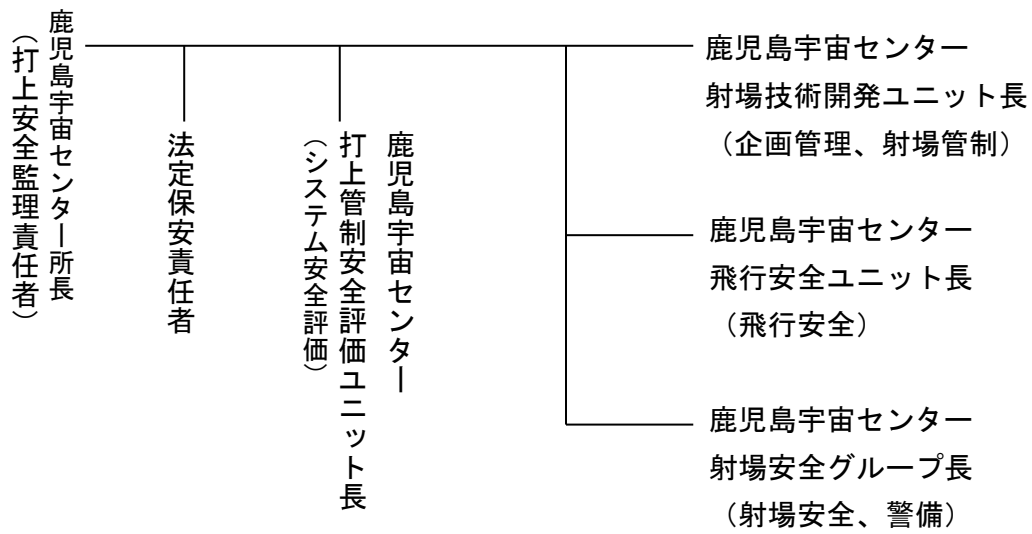 鹿児島宇宙センター所長
（打上安全監理責任者）
法定保安責任者
鹿児島宇宙センター
打上管制安全評価ユニット長
（システム安全評価）
鹿児島宇宙センター
射場技術開発ユニット長
（企画管理、射場管制）
鹿児島宇宙センター
飛行安全ユニット長
（飛行安全）
鹿児島宇宙センター
射場安全グループ長
（射場安全、警備）